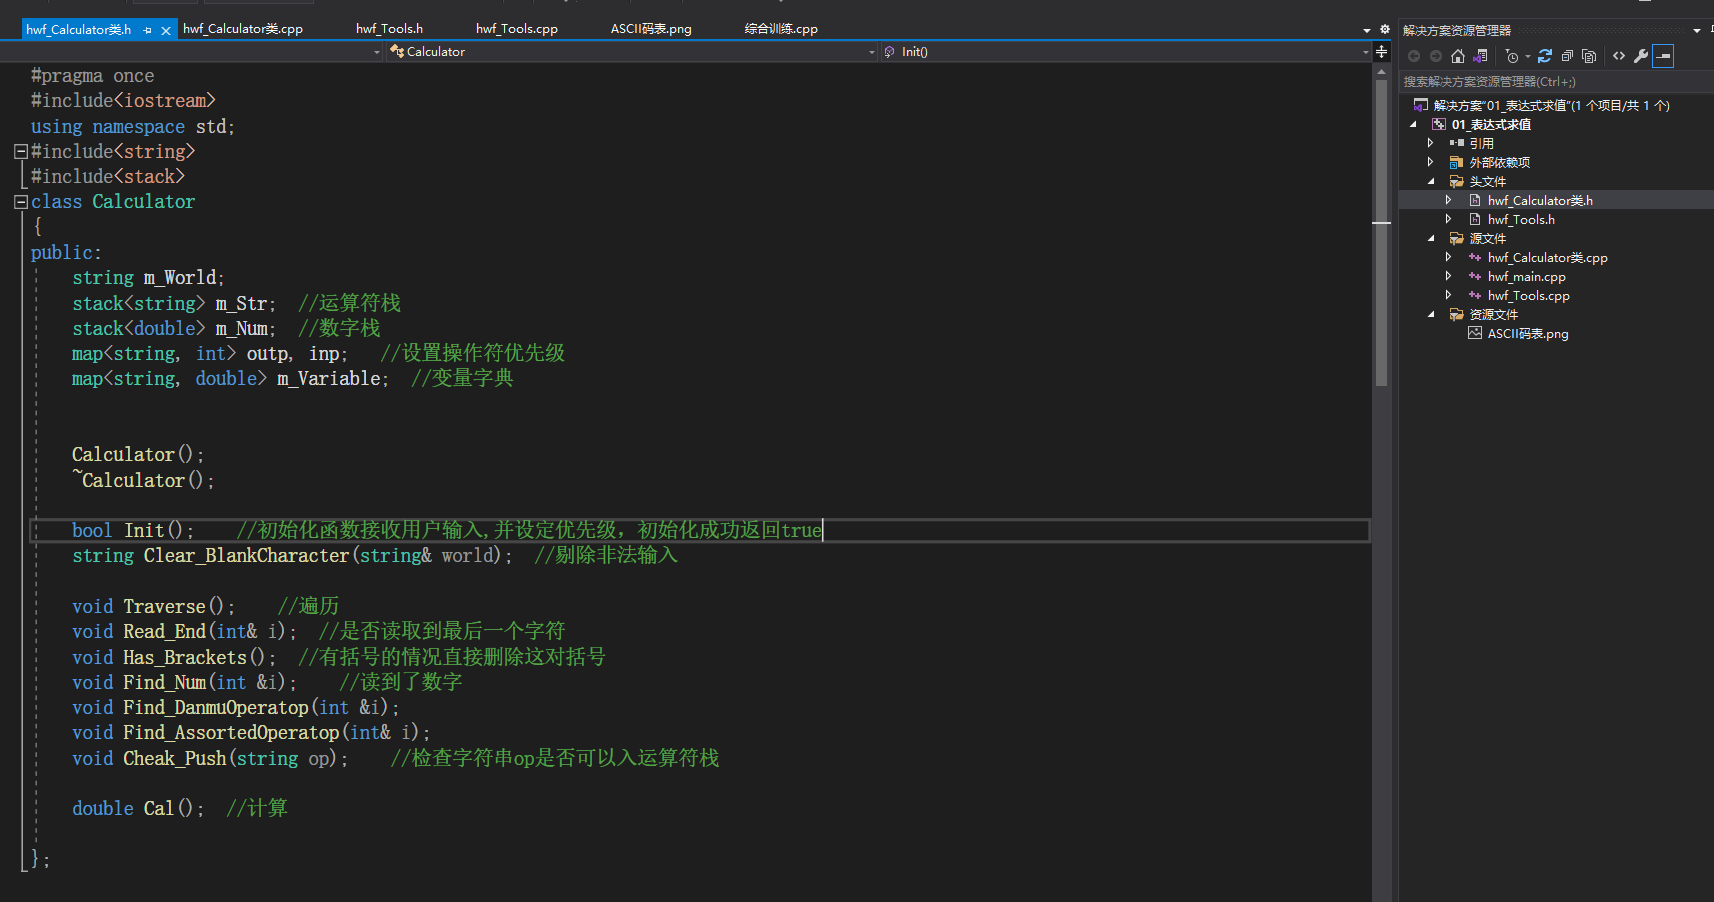 hwf_Calculator类.h
hwf_Calculator类.cpp
hwf_Tools.h
hwf_Tools.cpp
ASCII码表.png
综合训练.cpp
Calculator
Init()
#pragma once
#include<iostream>
using namespace std;
#include<string>
#include<stack>
class Calculator
{
public:
string m_World;
stack<string> m_Str;  //运算符栈
stack<double> m_Num;  //数字栈
map<string, int> outp, inp;   //设置操作符优先级
map<string, double> m_Variable;  //变量字典
Calculator();
~Calculator();
bool Init();    //初始化函数接收用户输入,并设定优先级，初始化成功返回true
string Clear_BlankCharacter(string& world);  //剔除非法输入
void Traverse();    //遍历
void Read_End(int& i);  //是否读取到最后一个字符
void Has_Brackets();  //有括号的情况直接删除这对括号
void Find_Num(int &i);    //读到了数字
void Find_DanmuOperatop(int &i);
void Find_AssortedOperatop(int& i);
void Cheak_Push(string op);    //检查字符串op是否可以入运算符栈
double Cal();  //计算
};
解决方案资源管理器
搜索解决方案资源管理器(Ctrl+;)
解决方案"01_表达式求值"(1 个项目/共 1 个)
01_表达式求值
引用
外部依赖项
头文件
hwf_Calculator类.h
hwf_Tools.h
源文件
hwf_Calculator类.cpp
hwf_main.cpp
hwf_Tools.cpp
资源文件
ASCII码表.png